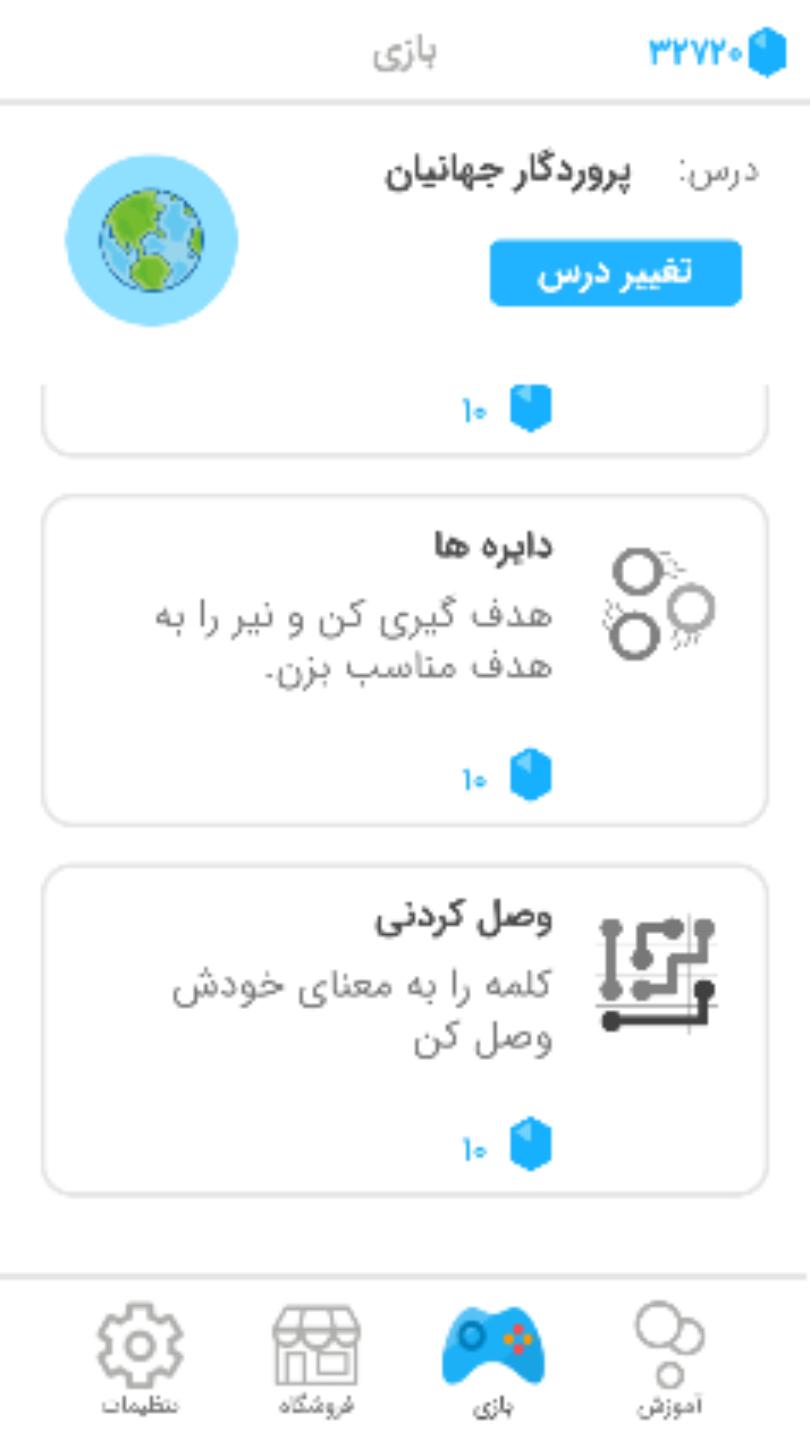 بازی
۳۲۷۲۰
درس: پروردگار جهانیان
تغییر درس
۱۰
دایره ها
هدف گیری کن و نیر را به
هدف مناسب بزن.
۱۰
وصل کردنی
کلمه را به معنای خودش
وصل کن
۱۰
آموزش
بازی
فروشگاه
تنظیمات